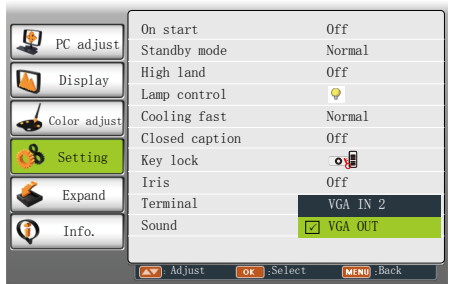 PC adjust
Display
Color adjust
Setting
Expand
Info.
On start Off
Standby mode Normal
High land Off
Lamp control
Cooling fast Normal
Closed caption Off
Key lock
Iris Off
Terminal VGA IN 2
Sound VGA OUT
: Adjust OK :Select MENU :Back